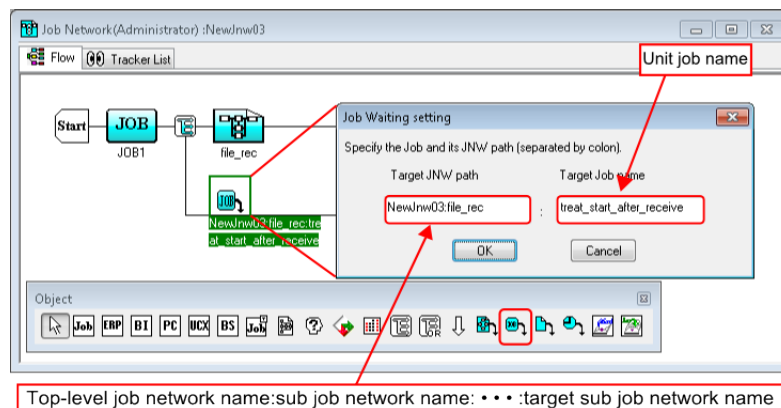 Job Network(Administrator) :NewJnw03
Flow
Tracker List
Unit job name
Start
JOB
JOB1
file_rec
JOB
NewJnw03:file_rec:tre
at_start_after_receive
Job Waiting setting
Specify the Job and its JNW path (separated by colon).
Target JNW path
Target Job name
NewJnw03:file_rec
:
treat_start_after_receive
OK
Cancel
Object
Job ERP BI PC UCX BS Job OR
Top-level job network name:sub job network name: • • • :target sub job network name